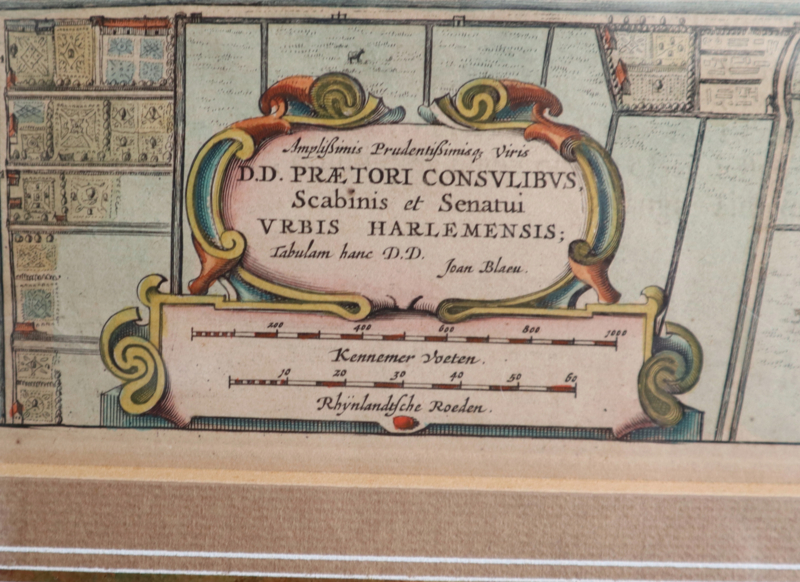 Amplißimis Prudentißimisq; Viris
D.D. PRÆTORI CONSVLIBVS,
Scabinis et Senatui
VRBIS HARLEMENSIS;
Tabulam hanc D.D.
Joan Blaeu.
200 400 600 800 1000
Kennemer Voeten.
10 20 30 40 50 60
Rhÿnlandtsche Roeden.